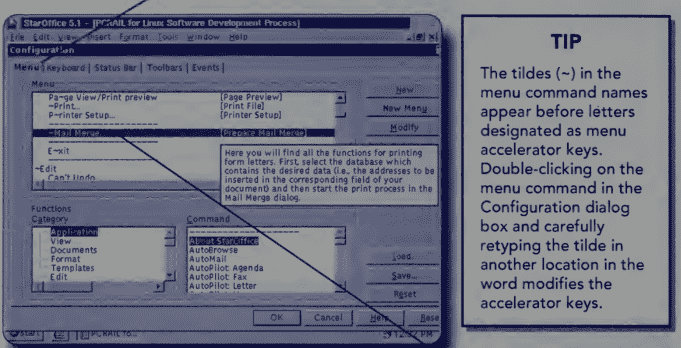 StarOffice 5.1 - [PCRAIL for Linux Software Development Process]
File Edit View Insert Format Tools Window Help
Configuration
Menu Keyboard Status Bar Toolbars Events
Menu
Pa~ge View/Print preview [Page Preview]
~Print... [Print File]
P~rinter Setup... [Printer Setup...]
~Mail Merge... [Prepare Mail Merge]
E~xit
~Edit
Can't Undo
New
New Menu
Modify
Here you will find all the functions for printing
form letters. First, select the database which
contains the desired data (i.e., the addresses to be
inserted in the corresponding field of your
document) and then start the print process in the
Mail Merge dialog.
Functions
Category
Application
View
Documents
Format
Templates
Edit
Command
About StarOffice
AutoBrowse
AutoMail
AutoPilot: Agenda
AutoPilot: Fax
AutoPilot: Letter
Load...
Save...
Reset
OK Cancel Help Rese
Start PCRAIL fo... 12:32 PM
TIP
The tildes (~) in the
menu command names
appear before letters
designated as menu
accelerator keys.
Double-clicking on the
menu command in the
Configuration dialog
box and carefully
retyping the tilde in
another location in the
word modifies the
accelerator keys.